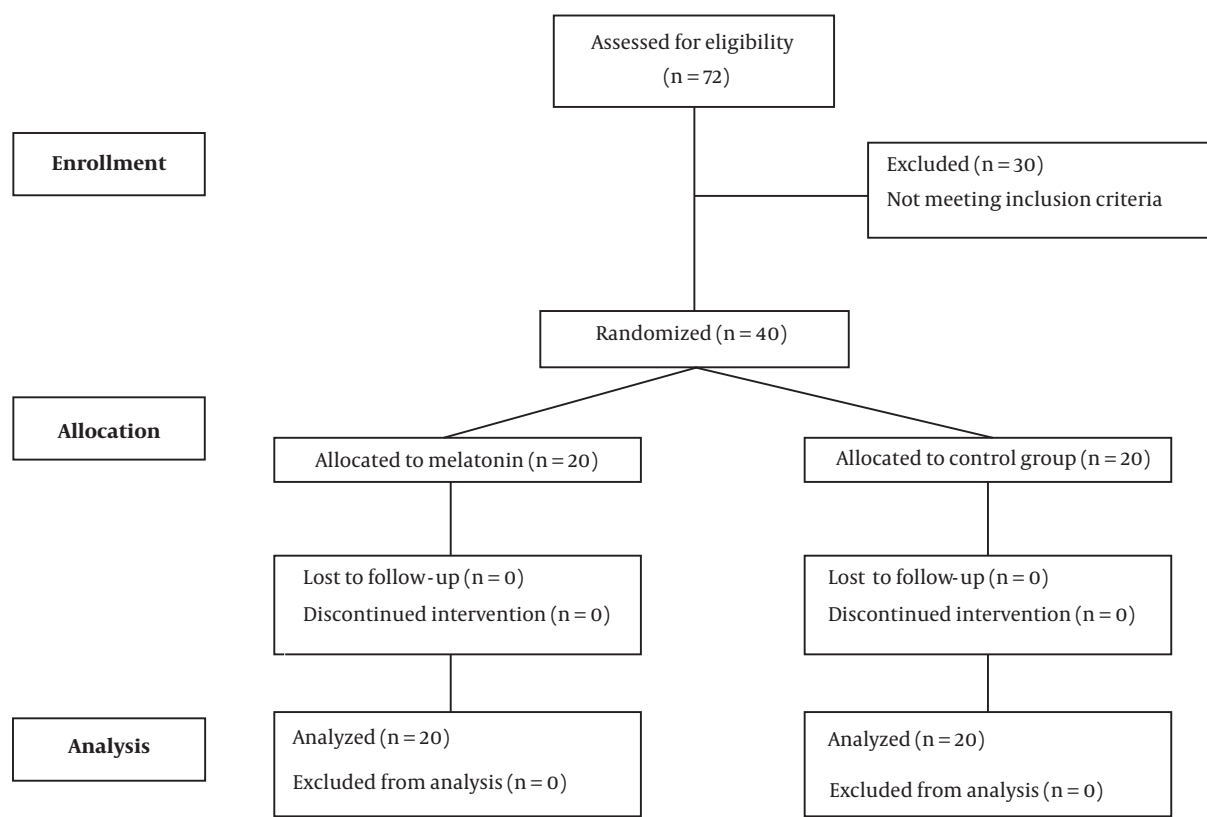 Assessed for eligibility
(n = 72)
Enrollment
Excluded (n = 30)
Not meeting inclusion criteria
Randomized (n = 40)
Allocation
Allocated to melatonin (n = 20)
Allocated to control group (n = 20)
Lost to follow-up (n = 0)
Discontinued intervention (n = 0)
Lost to follow-up (n = 0)
Discontinued intervention (n = 0)
Analysis
Analyzed (n = 20)
Excluded from analysis (n = 0)
Analyzed (n = 20)
Excluded from analysis (n = 0)